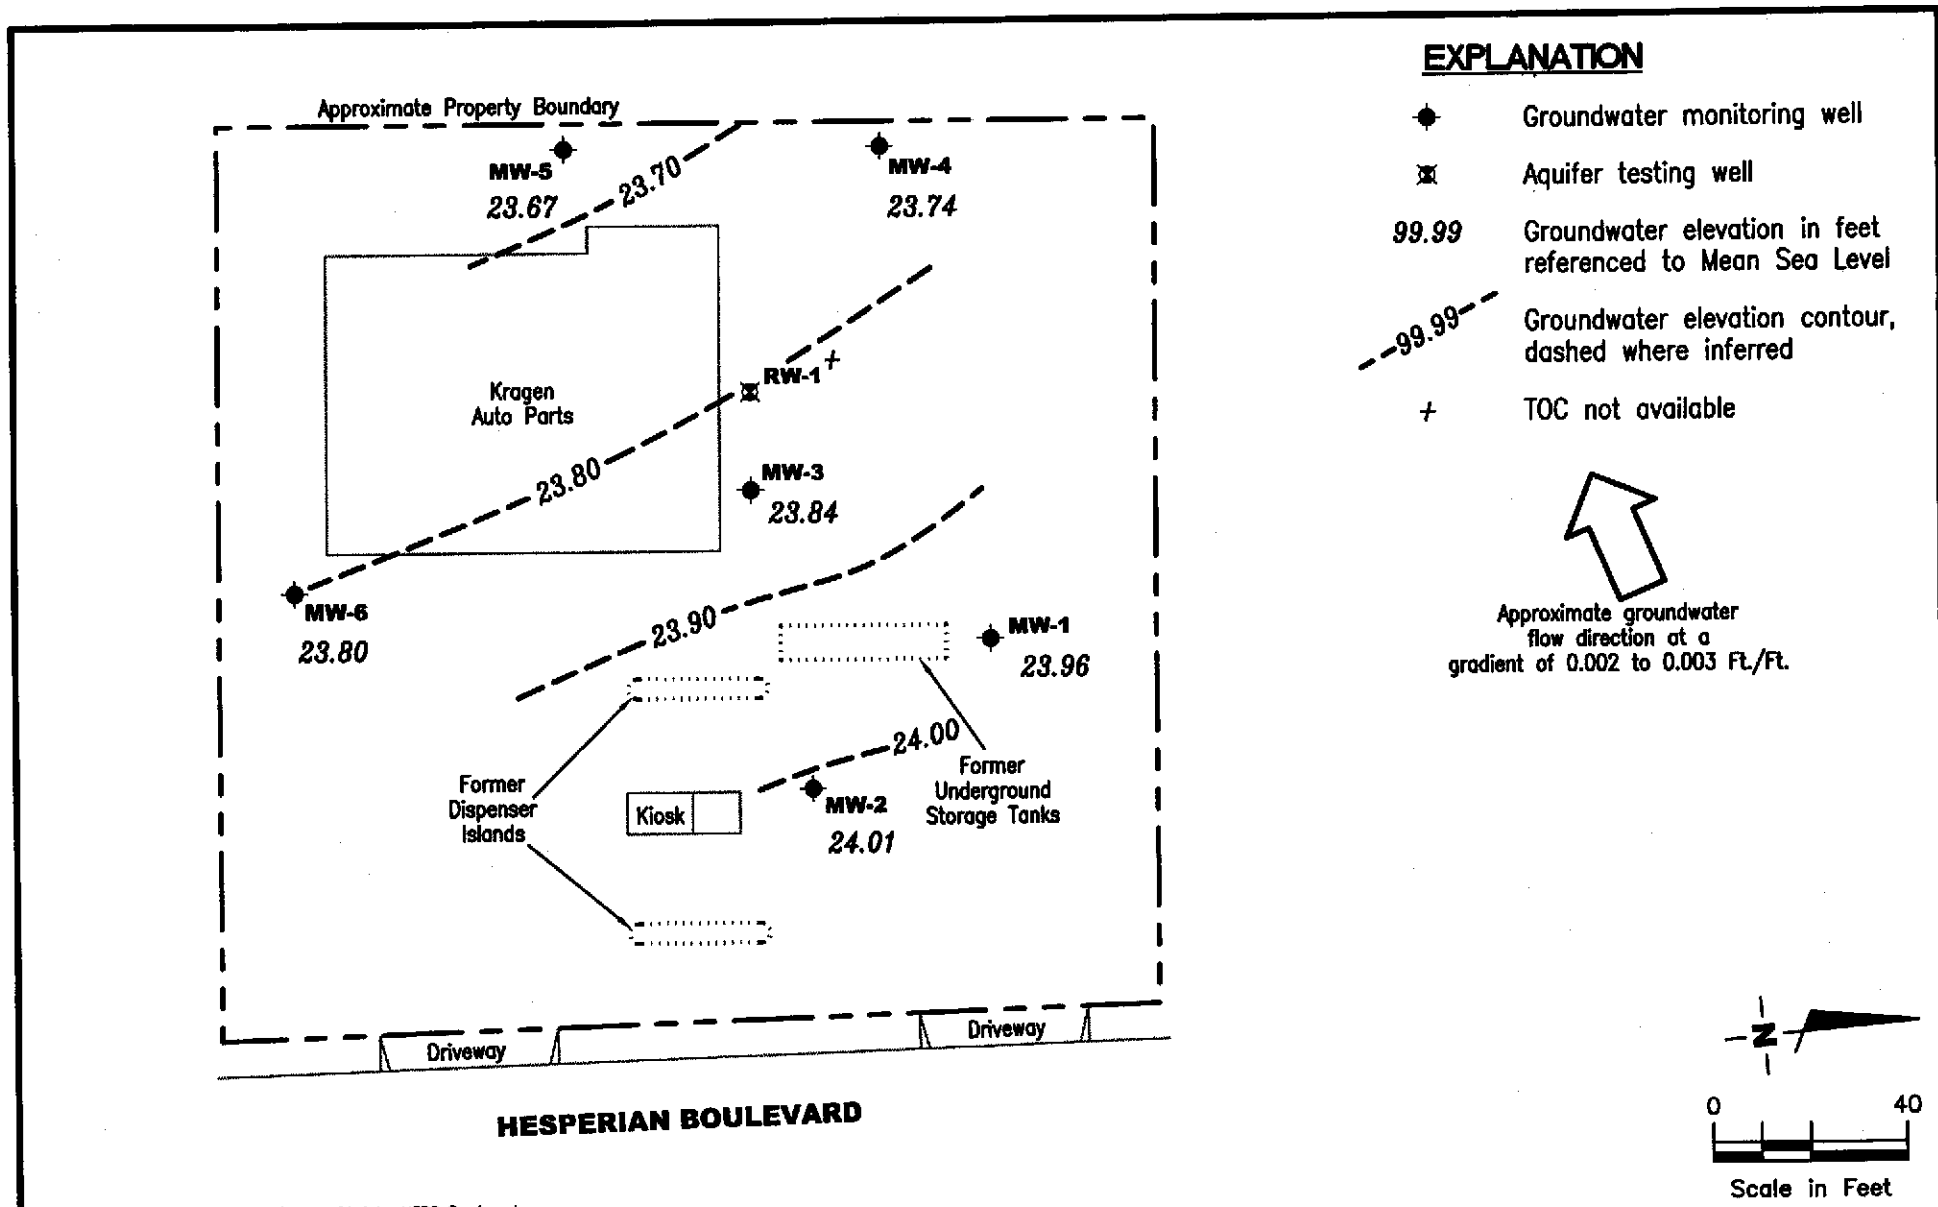 EXPLANATION
Groundwater monitoring well
Aquifer testing well
99.99
Groundwater elevation in feet
referenced to Mean Sea Level
99.99
Groundwater elevation contour,
dashed where inferred
+
TOC not available
Approximate groundwater
flow direction at a
gradient of 0.002 to 0.003 Ft./Ft.
Approximate Property Boundary
MW-5
23.67
23.70
MW-4
23.74
RW-1+
Kragen
Auto Parts
23.80
MW-3
23.84
MW-6
23.80
23.90
MW-1
23.96
24.00
Former
Underground
Storage Tanks
Former
Dispenser
Islands
Kiosk
MW-2
24.01
Driveway
Driveway
HESPERIAN BOULEVARD
N
0 40
Scale in Feet